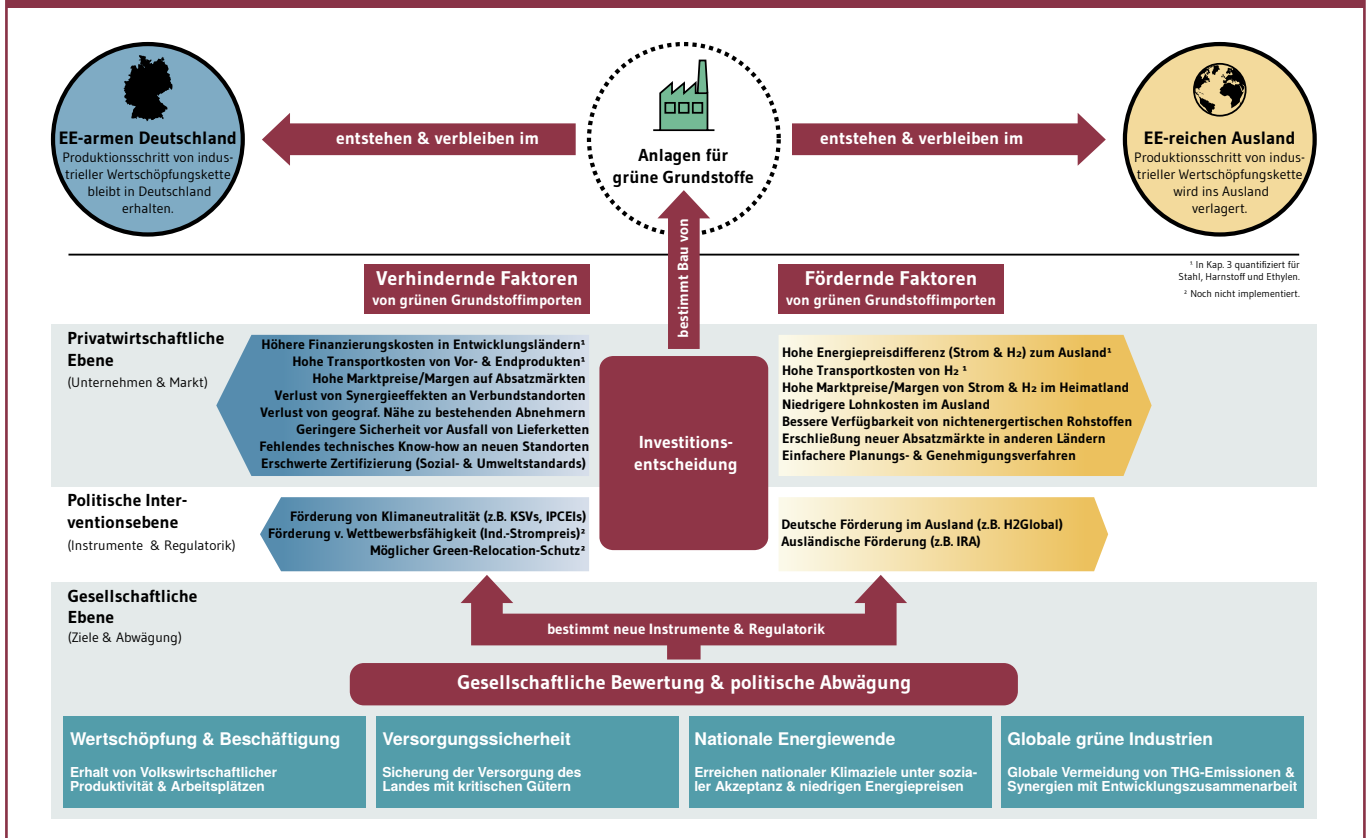 EE-armen Deutschland
Produktionsschritt von indus-
trieller Wertschöpfungskette
bleibt in Deutschland
erhalten.
entstehen & verbleiben im
Anlagen für
grüne Grundstoffe
entstehen & verbleiben im
EE-reichen Ausland
Produktionsschritt von indus-
trieller Wertschöpfungskette
wird ins Ausland
verlagert.
bestimmt Bau von
Verhindernde Faktoren
von grünen Grundstoffimporten
Fördernde Faktoren
von grünen Grundstoffimporten
¹ In Kap. 3 quantifiziert für
Stahl, Harnstoff und Ethylen.
² Noch nicht implementiert.
Privatwirtschaftliche
Ebene
(Unternehmen & Markt)
Höhere Finanzierungskosten in Entwicklungsländern¹
Hohe Transportkosten von Vor- & Endprodukten¹
Hohe Marktpreise/Margen auf Absatzmärkten
Verlust von Synergieeffekten an Verbundstandorten
Verlust von geograf. Nähe zu bestehenden Abnehmern
Geringere Sicherheit vor Ausfall von Lieferketten
Fehlendes technisches Know-how an neuen Standorten
Erschwerte Zertifizierung (Sozial- & Umweltstandards)
Investitions-
entscheidung
Hohe Energiepreisdifferenz (Strom & H₂) zum Ausland¹
Hohe Transportkosten von H₂ ¹
Hohe Marktpreise/Margen von Strom & H₂ im Heimatland
Niedrigere Lohnkosten im Ausland
Bessere Verfügbarkeit von nichtenergertischen Rohstoffen
Erschließung neuer Absatzmärkte in anderen Ländern
Einfachere Planungs- & Genehmigungsverfahren
Politische Inter-
ventionsebene
(Instrumente & Regulatorik)
Förderung von Klimaneutralität (z.B. KSVs, IPCEIs)
Förderung v. Wettbewerbsfähigkeit (Ind.-Strompreis)²
Möglicher Green-Relocation-Schutz²
Deutsche Förderung im Ausland (z.B. H2Global)
Ausländische Förderung (z.B. IRA)
Gesellschaftliche
Ebene
(Ziele & Abwägung)
bestimmt neue Instrumente & Regulatorik
Gesellschaftliche Bewertung & politische Abwägung
Wertschöpfung & Beschäftigung
Erhalt von Volkswirtschaftlicher
Produktivität & Arbeitsplätzen
Versorgungssicherheit
Sicherung der Versorgung des
Landes mit kritischen Gütern
Nationale Energiewende
Erreichen nationaler Klimaziele unter sozia-
ler Akzeptanz & niedrigen Energiepreisen
Globale grüne Industrien
Globale Vermeidung von THG-Emissionen &
Synergien mit Entwicklungszusammenarbeit